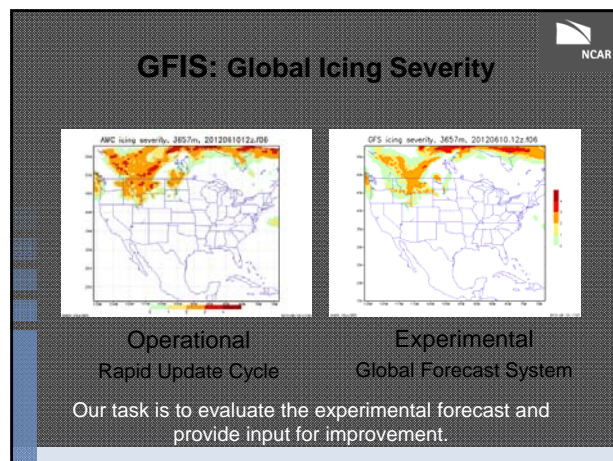 NCAR
GFIS: Global Icing Severity
AWC icing severity, 3657m, 2012061012z.f06
GFS icing severity, 3657m, 20120610.12z.f06
Operational
Rapid Update Cycle
Experimental
Global Forecast System
Our task is to evaluate the experimental forecast and
provide input for improvement.